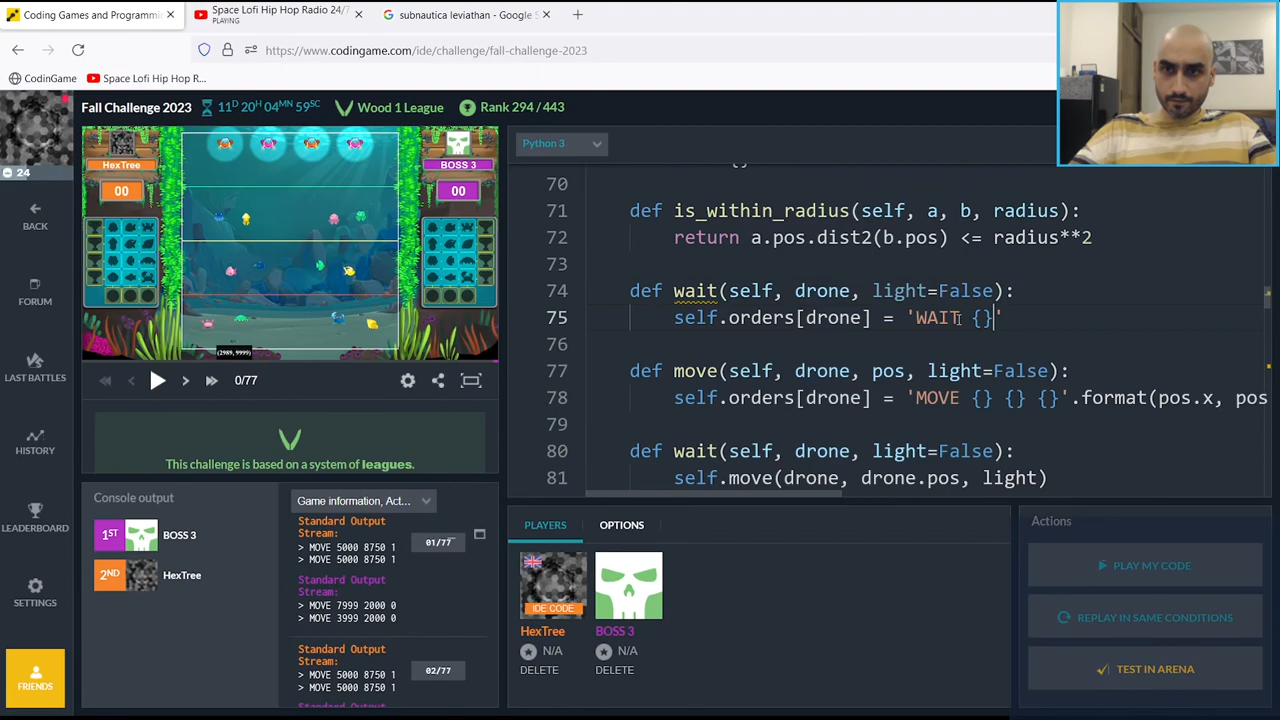 Coding Games and Programmi
Space Lofi Hip Hop Radio 24/7
PLAYING
subnautica leviathan - Google S
https://www.codingame.com/ide/challenge/fall-challenge-2023
CodinGame
Space Lofi Hip Hop R...
Fall Challenge 2023
11D 20H 04MN 59SC
Wood 1 League
Rank 294 / 443
24
BACK
FORUM
LAST BATTLES
HISTORY
LEADERBOARD
SETTINGS
FRIENDS
HexTree
00
BOSS 3
00
(2989, 9999)
0/77
This challenge is based on a system of leagues.
Console output
1ST
BOSS 3
2ND
HexTree
Game information, Act...
Standard Output
Stream:
> MOVE 5000 8750 1
> MOVE 5000 8750 1
01/77
Standard Output
Stream:
> MOVE 7999 2000 0
> MOVE 3999 2000 0
Standard Output
Stream:
> MOVE 5000 8750 1
> MOVE 5000 8750 1
02/77
Standard Output
Python 3
70 {}
71 def is_within_radius(self, a, b, radius):
72 return a.pos.dist2(b.pos) <= radius**2
73
74 def wait(self, drone, light=False):
75 self.orders[drone] = 'WAIT {}'
76
77 def move(self, drone, pos, light=False):
78 self.orders[drone] = 'MOVE {} {} {}'.format(pos.x, pos
79
80 def wait(self, drone, light=False):
81 self.move(drone, drone.pos, light)
PLAYERS
OPTIONS
IDE CODE
HexTree
N/A
DELETE
BOSS 3
N/A
DELETE
Actions
PLAY MY CODE
REPLAY IN SAME CONDITIONS
TEST IN ARENA